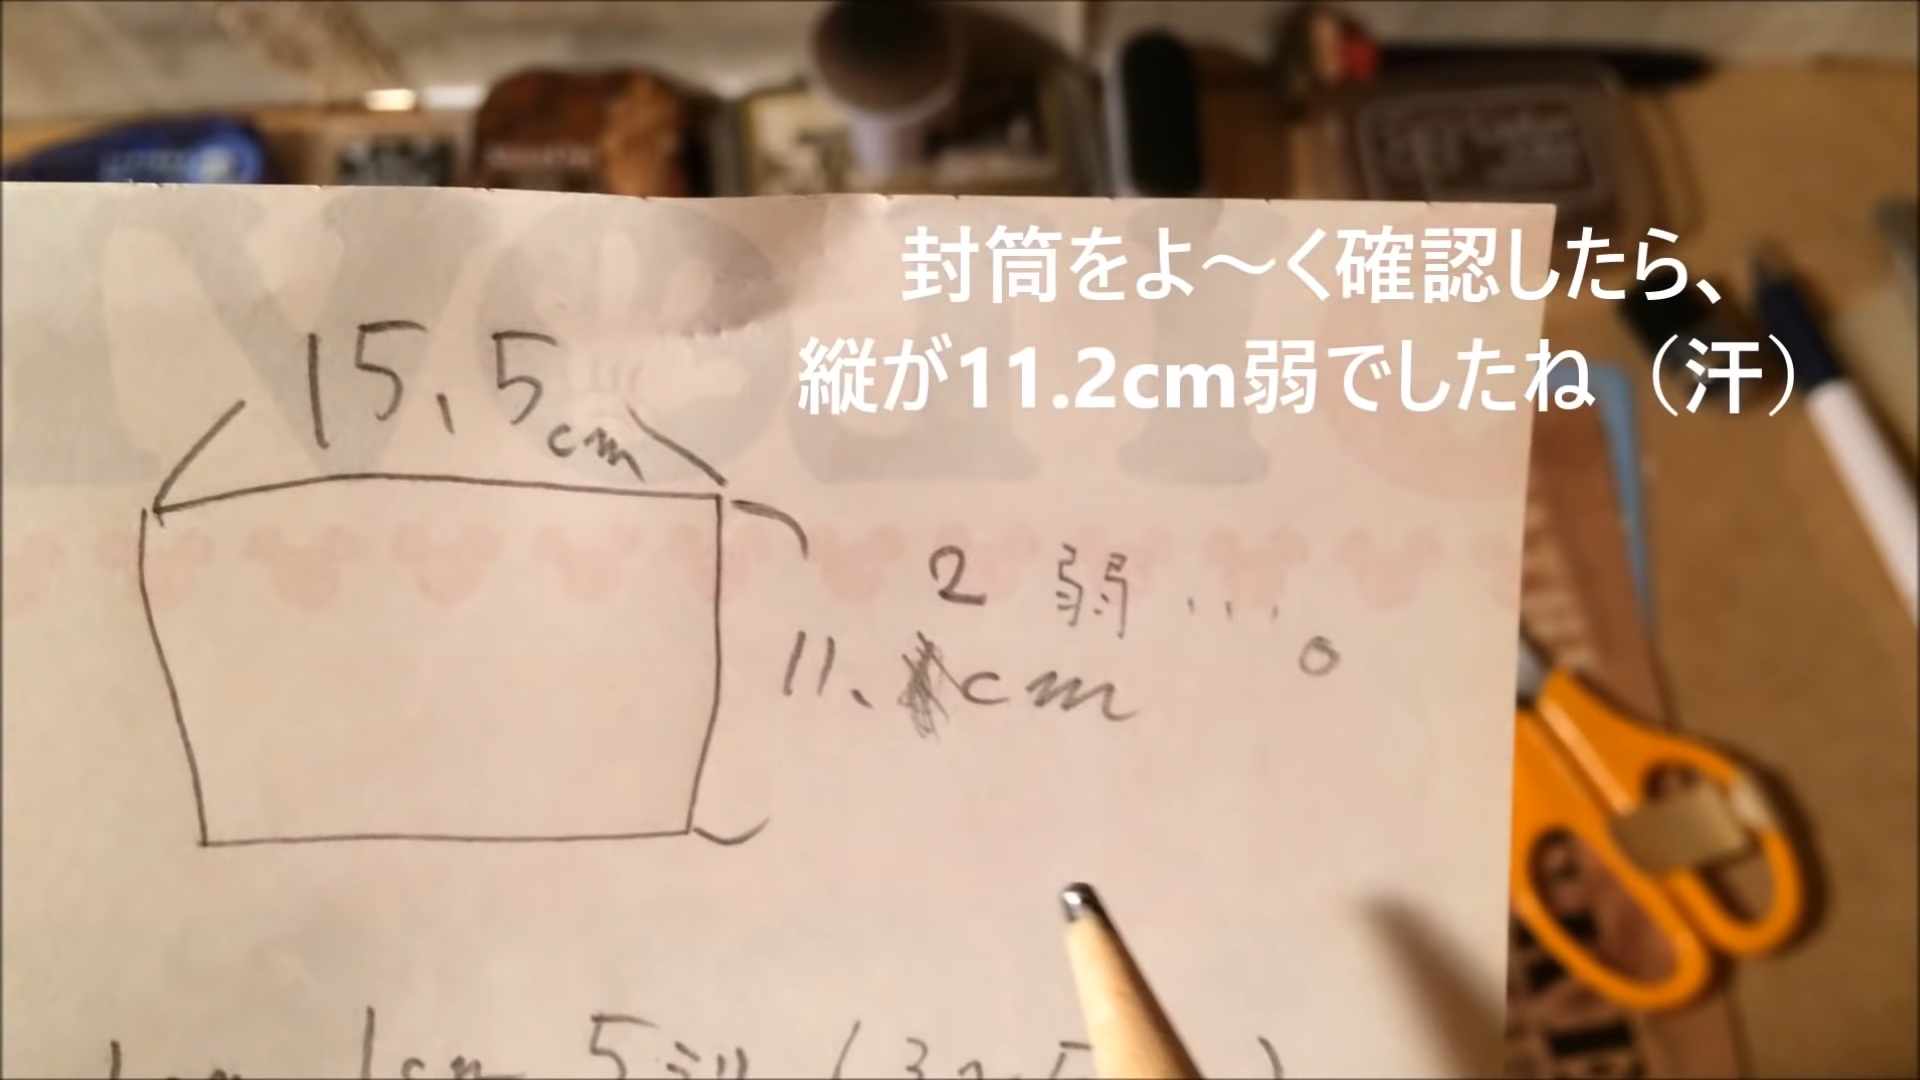 封筒をよ〜く確認したら、
縦が11.2cm弱でしたね（汗）
15.5cm
2弱...。
11.cm